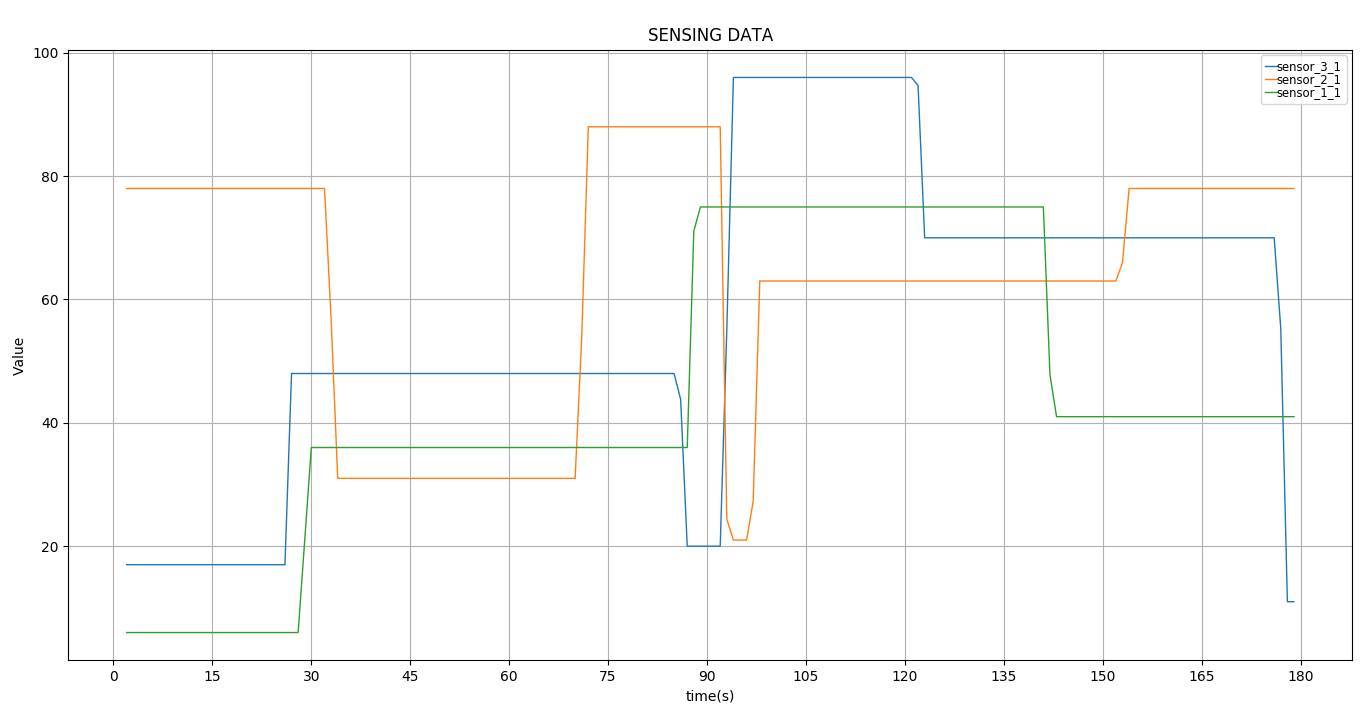 SENSING DATA
100
80
60
40
20
Value
sensor_3_1
sensor_2_1
sensor_1_1
0 15 30 45 60 75 90 105 120 135 150 165 180
time(s)